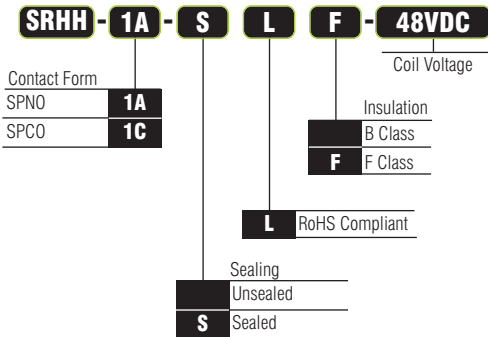 SRHH - 1A - S L F - 48VDC
Coil Voltage
Contact Form
SPNO 1A
SPCO 1C
Insulation
B Class
F F Class
L RoHS Compliant
Sealing
Unsealed
S Sealed